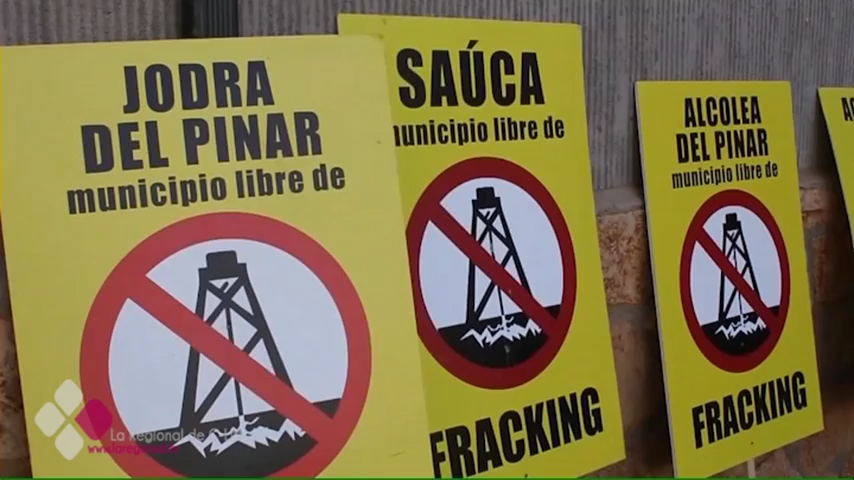 JODRA
DEL PINAR
municipio libre de
SAÚCA
municipio libre de
FRACKING
ALCOLEA
DEL PINAR
municipio libre de
FRACKING
La Regional de